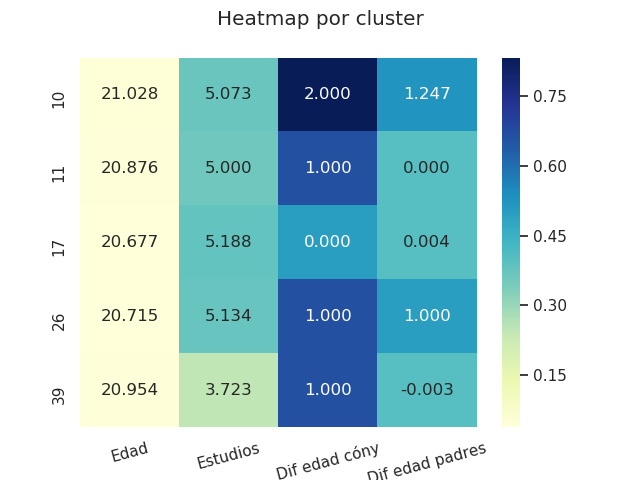 Heatmap por cluster
10 21.028 5.073 2.000 1.247
11 20.876 5.000 1.000 0.000
17 20.677 5.188 0.000 0.004
26 20.715 5.134 1.000 1.000
39 20.954 3.723 1.000 -0.003
Edad Estudios Dif edad cóny Dif edad padres
0.75
0.60
0.45
0.30
0.15